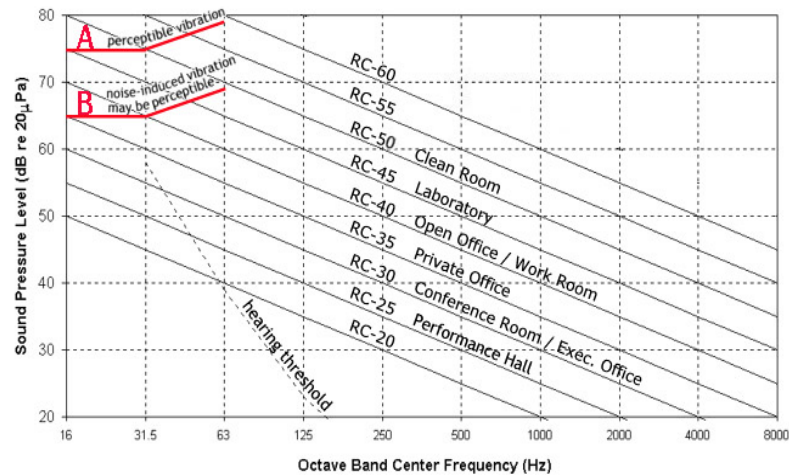 80
70
60
50
40
30
20
Sound Pressure Level (dB re 20µPa)
A
perceptible vibration
B
noise-induced vibration
may be perceptible
RC-60
RC-55
RC-50 Clean Room
RC-45 Laboratory
RC-40 Open Office / Work Room
RC-35 Private Office
RC-30 Conference Room / Exec. Office
RC-25 Performance Hall
RC-20
hearing threshold
16 31.5 63 125 250 500 1000 2000 4000 8000
Octave Band Center Frequency (Hz)